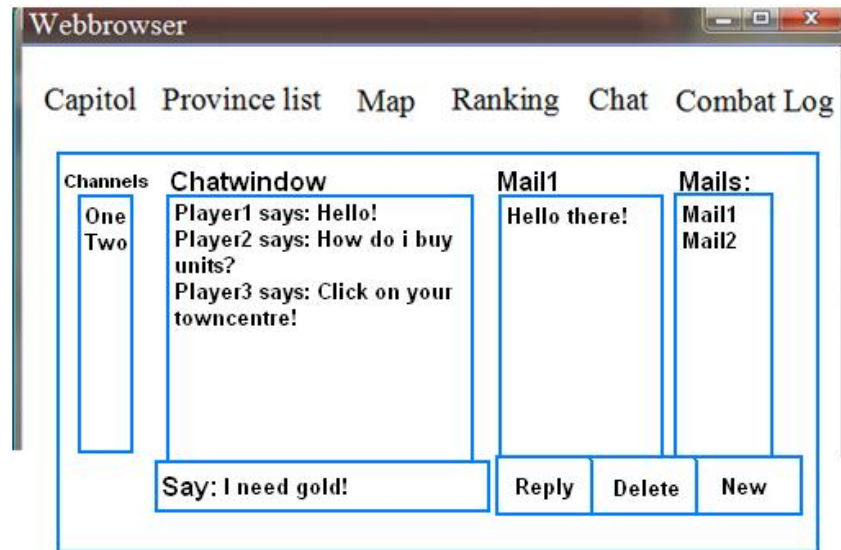 Webbrowser
Capitol Province list Map Ranking Chat Combat Log
Channels
One
Two
Chatwindow
Player1 says: Hello!
Player2 says: How do i buy
units?
Player3 says: Click on your
towncentre!
Say: I need gold!
Mail1
Hello there!
Mails:
Mail1
Mail2
Reply Delete New